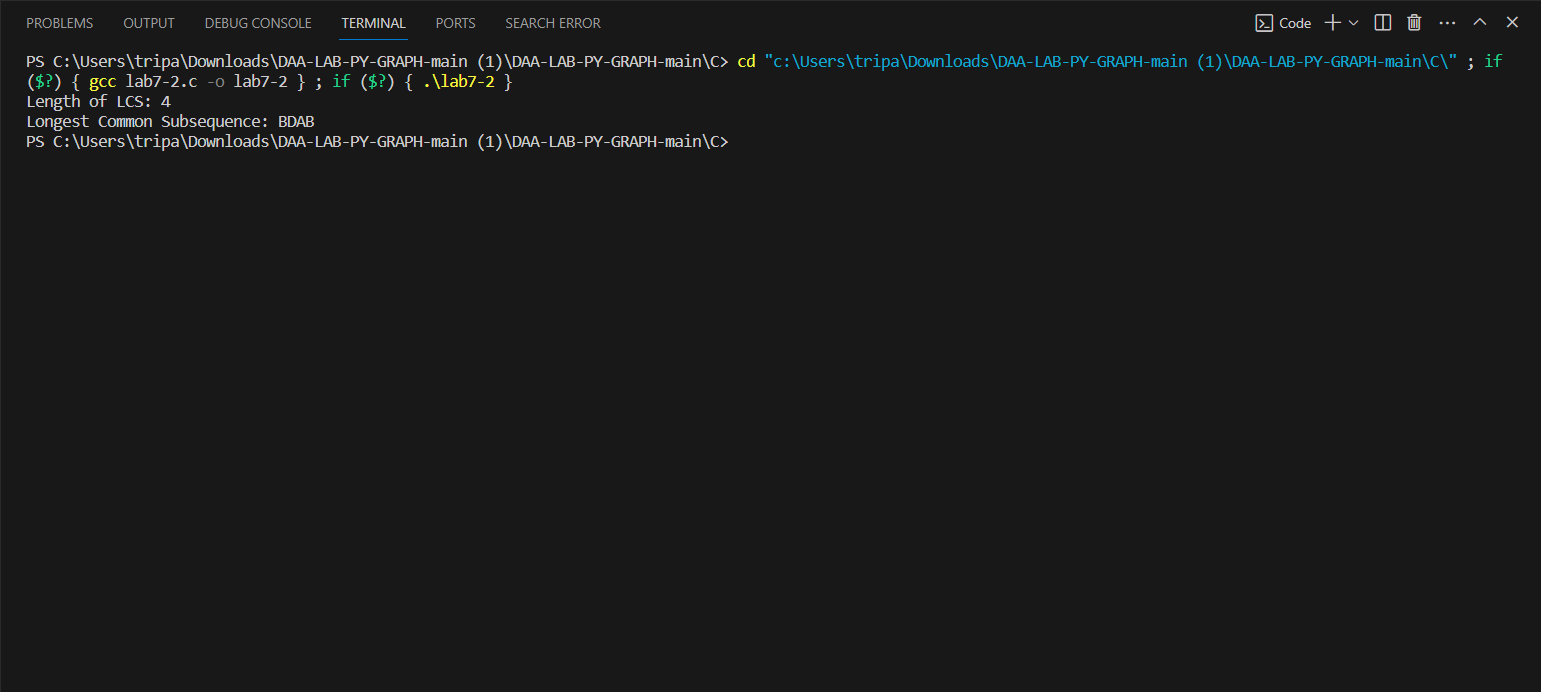 PROBLEMS OUTPUT DEBUG CONSOLE TERMINAL PORTS SEARCH ERROR Code
PS C:\Users\tripa\Downloads\DAA-LAB-PY-GRAPH-main (1)\DAA-LAB-PY-GRAPH-main\C> cd "c:\Users\tripa\Downloads\DAA-LAB-PY-GRAPH-main (1)\DAA-LAB-PY-GRAPH-main\C\" ; if
($?) { gcc lab7-2.c -o lab7-2 } ; if ($?) { .\lab7-2 }
Length of LCS: 4
Longest Common Subsequence: BDAB
PS C:\Users\tripa\Downloads\DAA-LAB-PY-GRAPH-main (1)\DAA-LAB-PY-GRAPH-main\C>